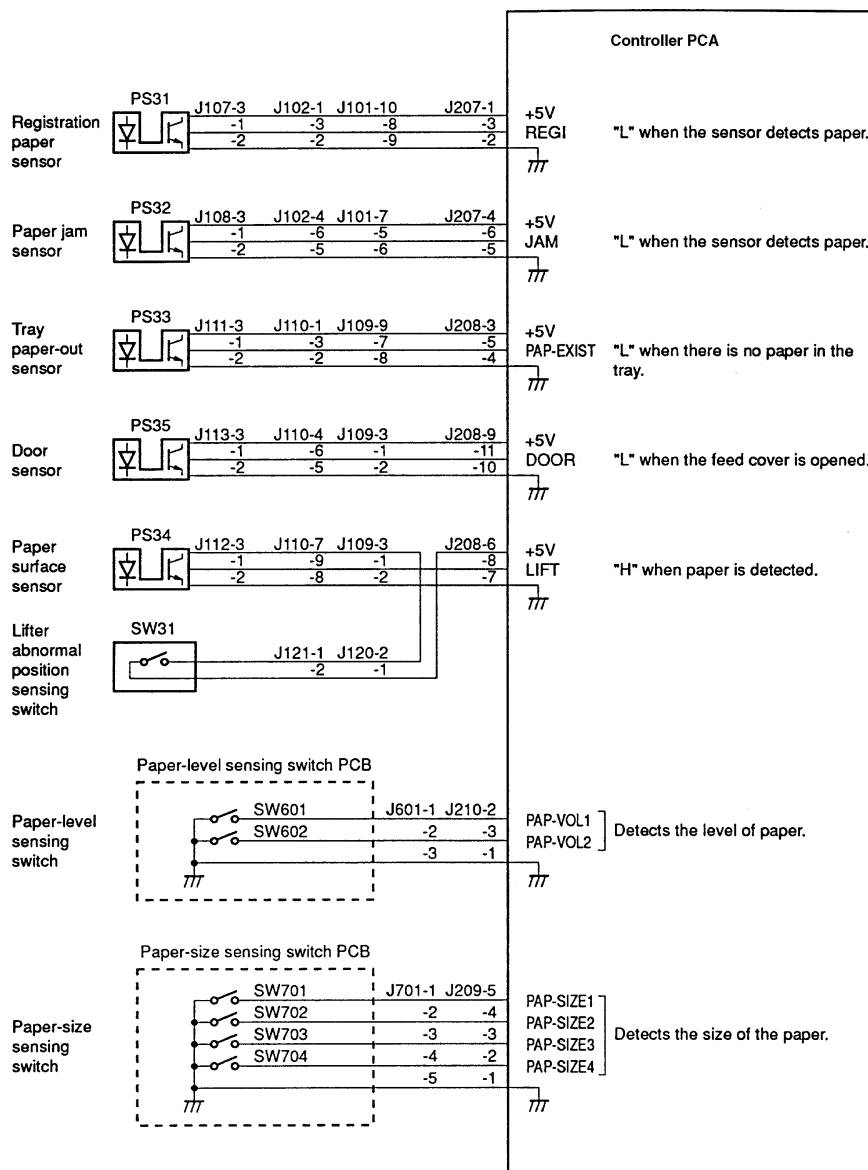 Controller PCA
PS31
J107-3 J102-1 J101-10 J207-1 +5V
Registration paper sensor
-1 -3 -8 -3 REGI "L" when the sensor detects paper.
-2 -2 -9 -2
PS32
J108-3 J102-4 J101-7 J207-4 +5V
Paper jam sensor
-1 -6 -5 -6 JAM "L" when the sensor detects paper.
-2 -5 -6 -5
PS33
J111-3 J110-1 J109-9 J208-3 +5V
Tray paper-out sensor
-1 -3 -7 -5 PAP-EXIST "L" when there is no paper in the tray.
-2 -2 -8 -4
PS35
J113-3 J110-4 J109-3 J208-9 +5V
Door sensor
-1 -6 -1 -11 DOOR "L" when the feed cover is opened.
-2 -5 -2 -10
PS34
J112-3 J110-7 J109-3 J208-6 +5V
Paper surface sensor
-1 -9 -1 -8 LIFT "H" when paper is detected.
-2 -8 -2 -7
Lifter abnormal position sensing switch
SW31
J121-1 J120-2
-2 -1
Paper-level sensing switch PCB
Paper-level sensing switch
SW601 J601-1 J210-2 PAP-VOL1
SW602 -2 -3 PAP-VOL2
Detects the level of paper.
-3 -1
Paper-size sensing switch PCB
Paper-size sensing switch
SW701 J701-1 J209-5 PAP-SIZE1
SW702 -2 -4 PAP-SIZE2
SW703 -3 -3 PAP-SIZE3
SW704 -4 -2 PAP-SIZE4
Detects the size of the paper.
-5 -1